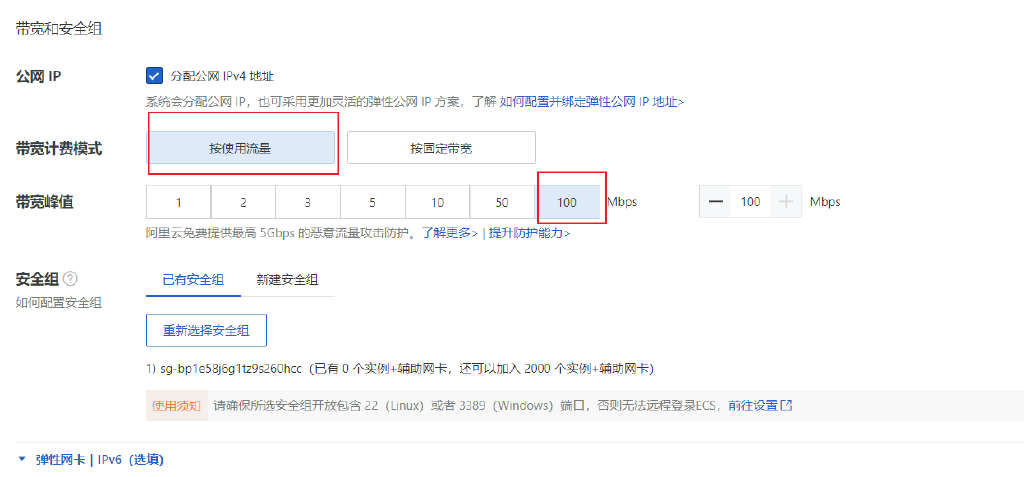 带宽和安全组
公网 IP
分配公网 IPv4 地址
系统会分配公网 IP，也可采用更加灵活的弹性公网 IP 方案，了解 如何配置并绑定弹性公网 IP 地址>
带宽计费模式
按使用流量
按固定带宽
带宽峰值
1 2 3 5 10 50 100 Mbps
— 100 + Mbps
阿里云免费提供最高 5Gbps 的恶意流量攻击防护。了解更多> | 提升防护能力>
安全组 ?
已有安全组 新建安全组
如何配置安全组
重新选择安全组
1) sg-bp1e58j6g1tz9s260hcc（已有 0 个实例+辅助网卡，还可以加入 2000 个实例+辅助网卡）
使用须知 请确保所选安全组开放包含 22（Linux）或者 3389（Windows）端口，否则无法远程登录ECS，前往设置
弹性网卡 | IPv6（选填）